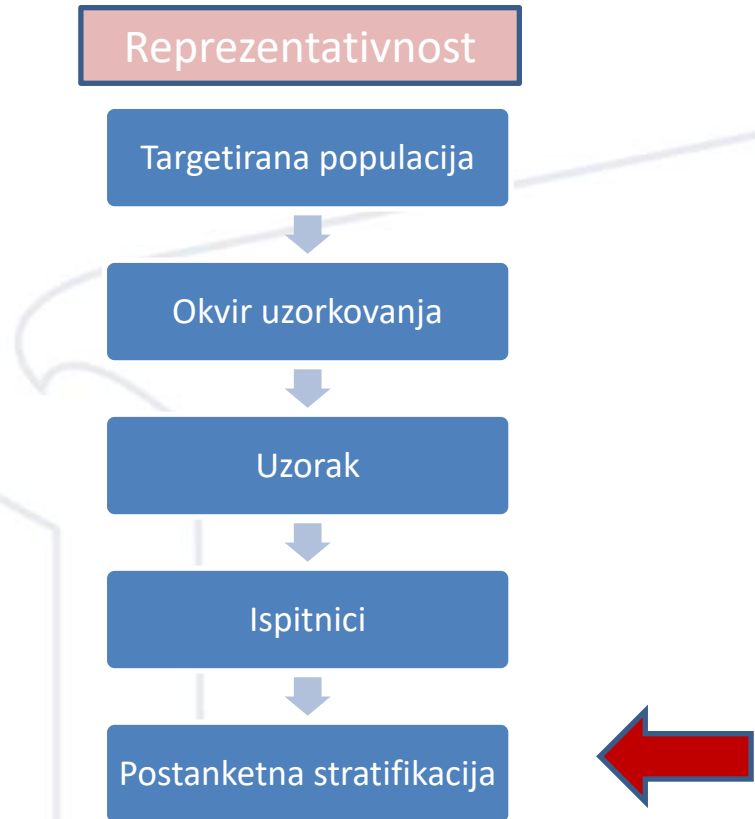 Reprezentativnost
Targetirana populacija
Okvir uzorkovanja
Uzorak
Ispitnici
Postanketna stratifikacija